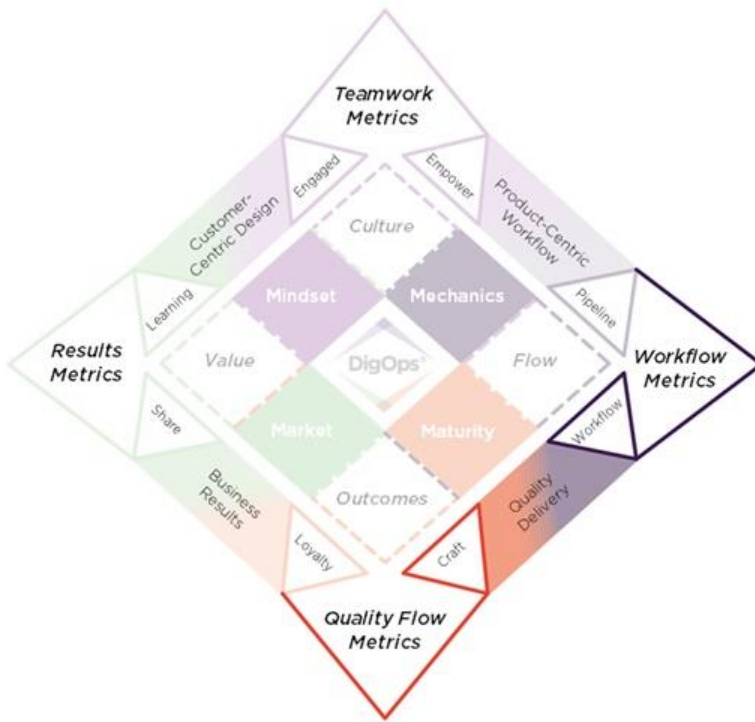 Teamwork
Metrics
Engaged
Empower
Customer-
Centric Design
Product-Centric
Workflow
Culture
Learning
Mindset
Mechanics
Pipeline
Results
Metrics
Value
DigOps®
Flow
Workflow
Metrics
Share
Market
Maturity
Workflow
Business
Results
Outcomes
Quality
Delivery
Loyalty
Craft
Quality Flow
Metrics